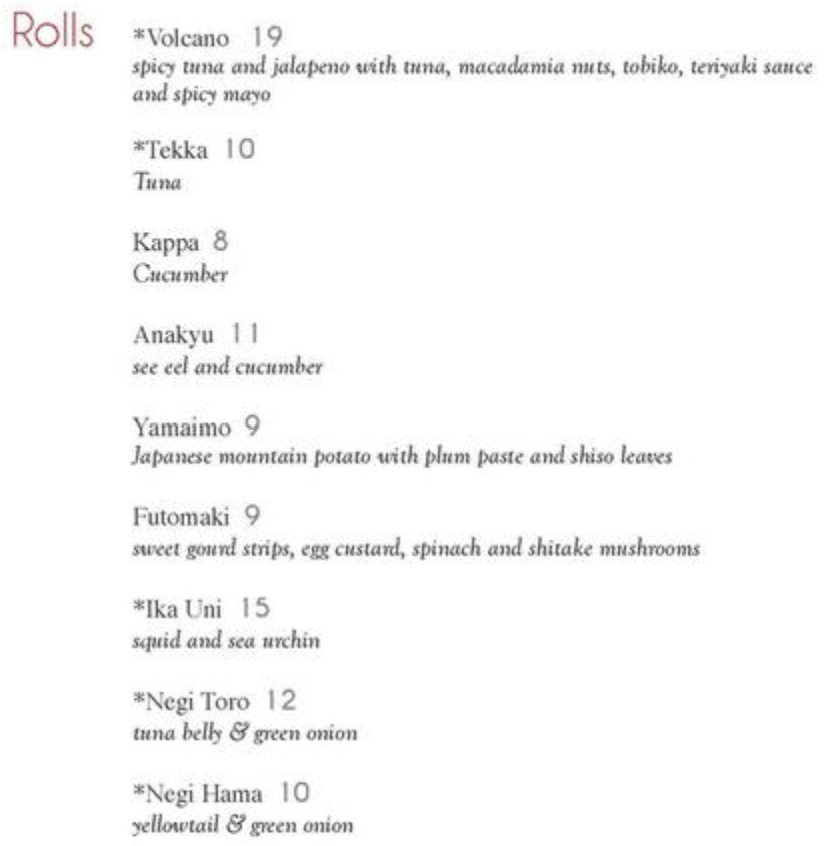 Rolls
*Volcano 19
spicy tuna and jalapeno with tuna, macadamia nuts, tobiko, teriyaki sauce
and spicy mayo
*Tekka 10
Tuna
Kappa 8
Cucumber
Anakyu 11
see eel and cucumber
Yamaimo 9
Japanese mountain potato with plum paste and shiso leaves
Futomaki 9
sweet gourd strips, egg custard, spinach and shitake mushrooms
*Ika Uni 15
squid and sea urchin
*Negi Toro 12
tuna belly & green onion
*Negi Hama 10
yellowtail & green onion